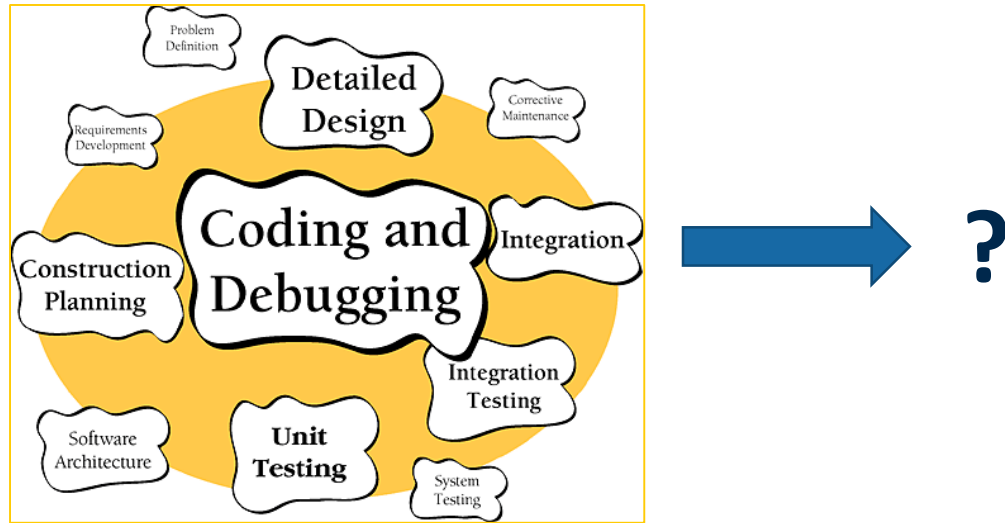 Problem
Definition
Detailed
Design
Corrective
Maintenance
Requirements
Development
Coding and
Debugging
Integration
Construction
Planning
Integration
Testing
Software
Architecture
Unit
Testing
System
Testing
?